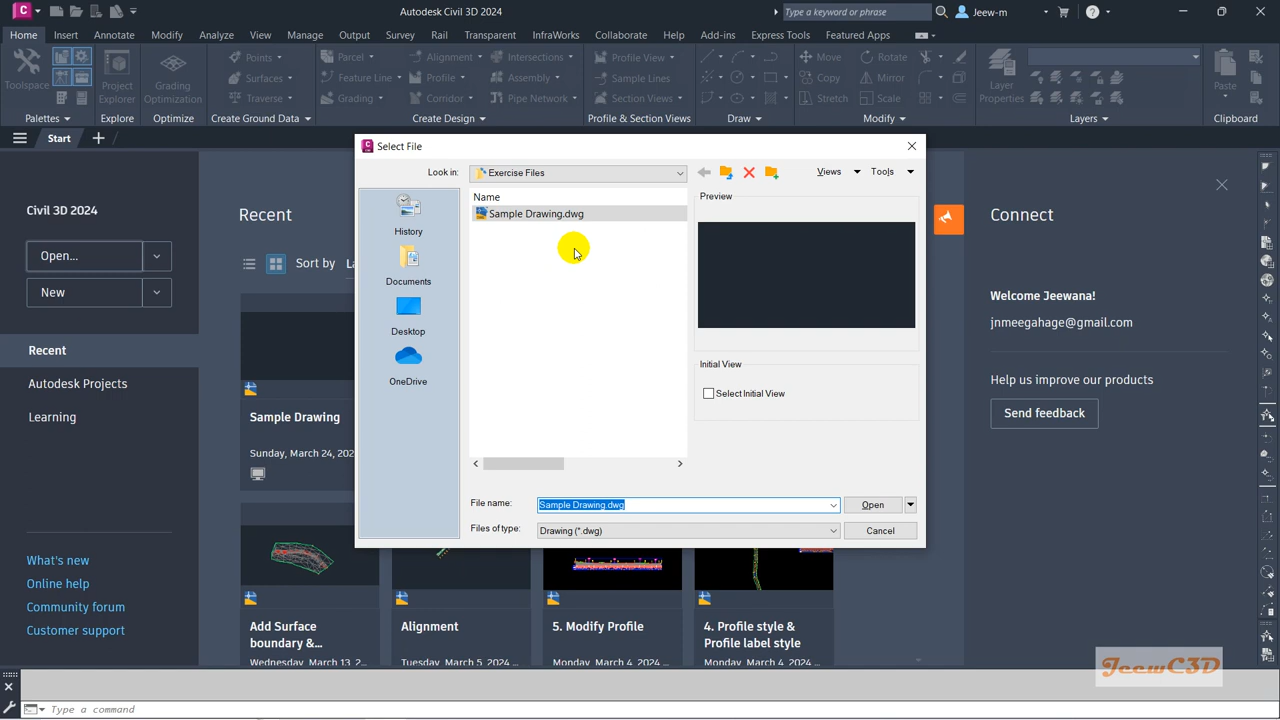 Autodesk Civil 3D 2024
Type a keyword or phrase
Jeew-m
Home Insert Annotate Modify Analyze View Manage Output Survey Rail Transparent InfraWorks Collaborate Help Add-ins Express Tools Featured Apps
Toolspace
Project Explorer
Grading Optimization
Points
Surfaces
Traverse
Parcel
Feature Line
Grading
Alignment
Profile
Corridor
Intersections
Assembly
Pipe Network
Profile View
Sample Lines
Section Views
Move
Copy
Stretch
Rotate
Mirror
Scale
Layer Properties
Paste
Palettes Explore Optimize Create Ground Data Create Design Profile & Section Views Draw Modify Layers Clipboard
Start
Civil 3D 2024
Open...
New
Recent
Autodesk Projects
Learning
What's new
Online help
Community forum
Customer support
Recent
Sort by
Sample Drawing
Sunday, March 24, 202
Add Surface
boundary &...
Wednesday, March 13, 2
Alignment
Tuesday, March 5, 2024 ...
5. Modify Profile
Monday, March 4, 2024 ...
4. Profile style &
Profile label style
Monday, March 4, 2024 ...
Select File
Look in:
Exercise Files
Views
Tools
History
Documents
Desktop
OneDrive
Name
Sample Drawing.dwg
Preview
Initial View
Select Initial View
File name:
Sample Drawing.dwg
Open
Files of type:
Drawing (*.dwg)
Cancel
Connect
Welcome Jeewana!
jnmeegahage@gmail.com
Help us improve our products
Send feedback
JeewC3D
Type a command